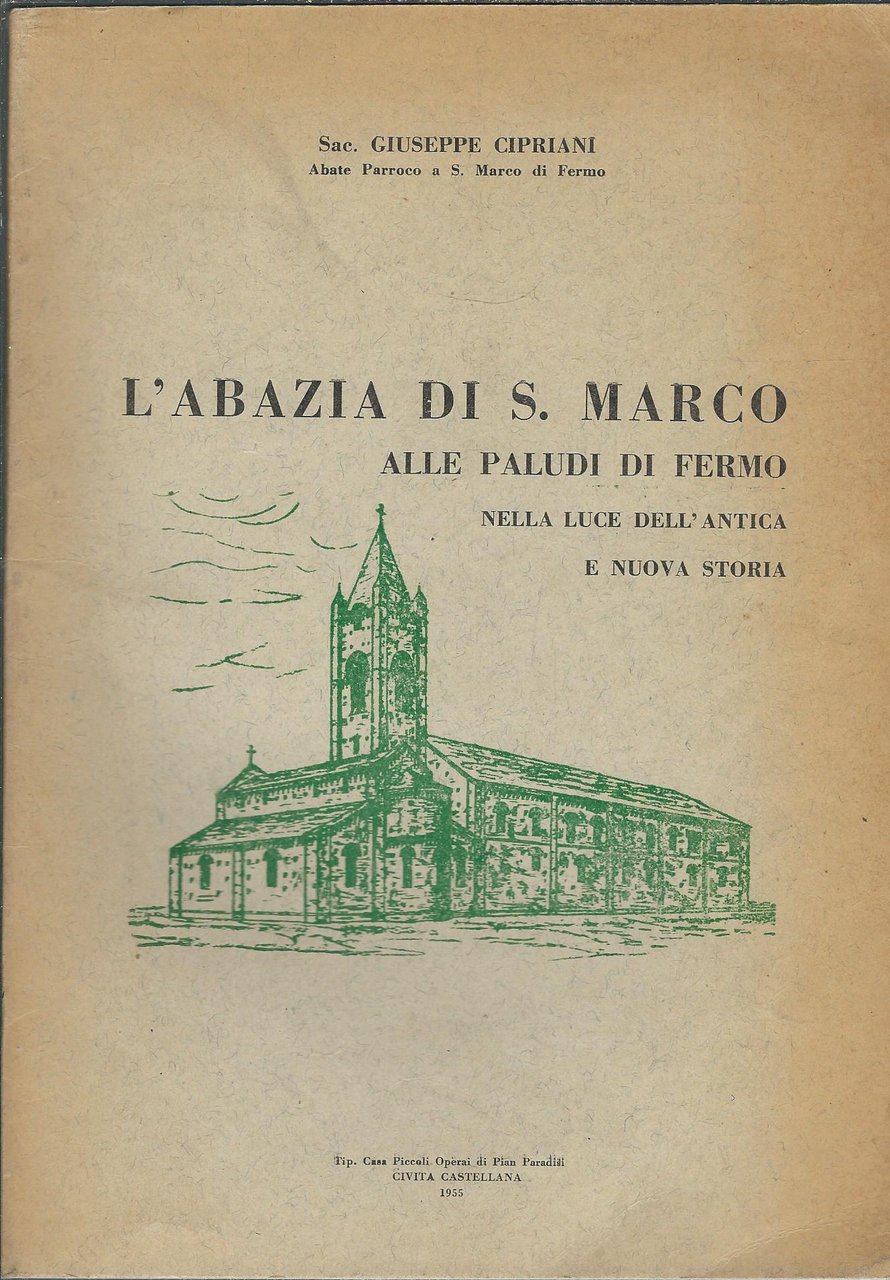 Sac. GIUSEPPE CIPRIANI
Abate Parroco a S. Marco di Fermo
L'ABAZIA DI S. MARCO
ALLE PALUDI DI FERMO
NELLA LUCE DELL'ANTICA
E NUOVA STORIA
Tip. Casa Piccoli Operai di Pian Paradisi
CIVITA CASTELLANA
1955